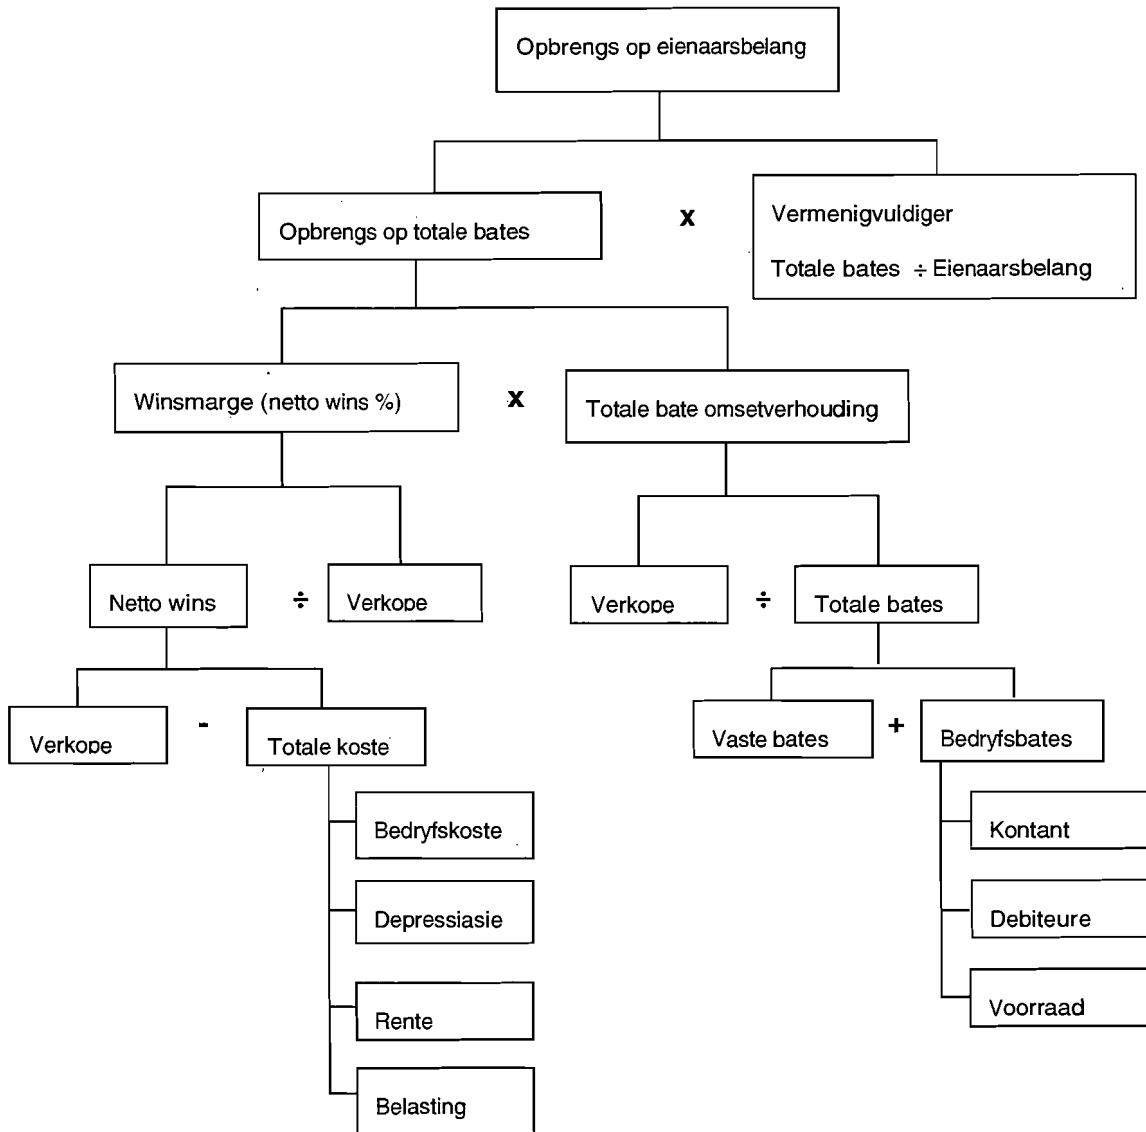 Opbrengs op eienaarsbelang
Opbrengs op totale bates
x
Vermenigvuldiger
Totale bates ÷ Eienaarsbelang
Winsmarge (netto wins %)
x
Totale bate omsetverhouding
Netto wins
÷
Verkope
Verkope
÷
Totale bates
Verkope
-
Totale koste
Vaste bates
+
Bedryfsbates
Bedryfskoste
Depressiasie
Rente
Belasting
Kontant
Debiteure
Voorraad